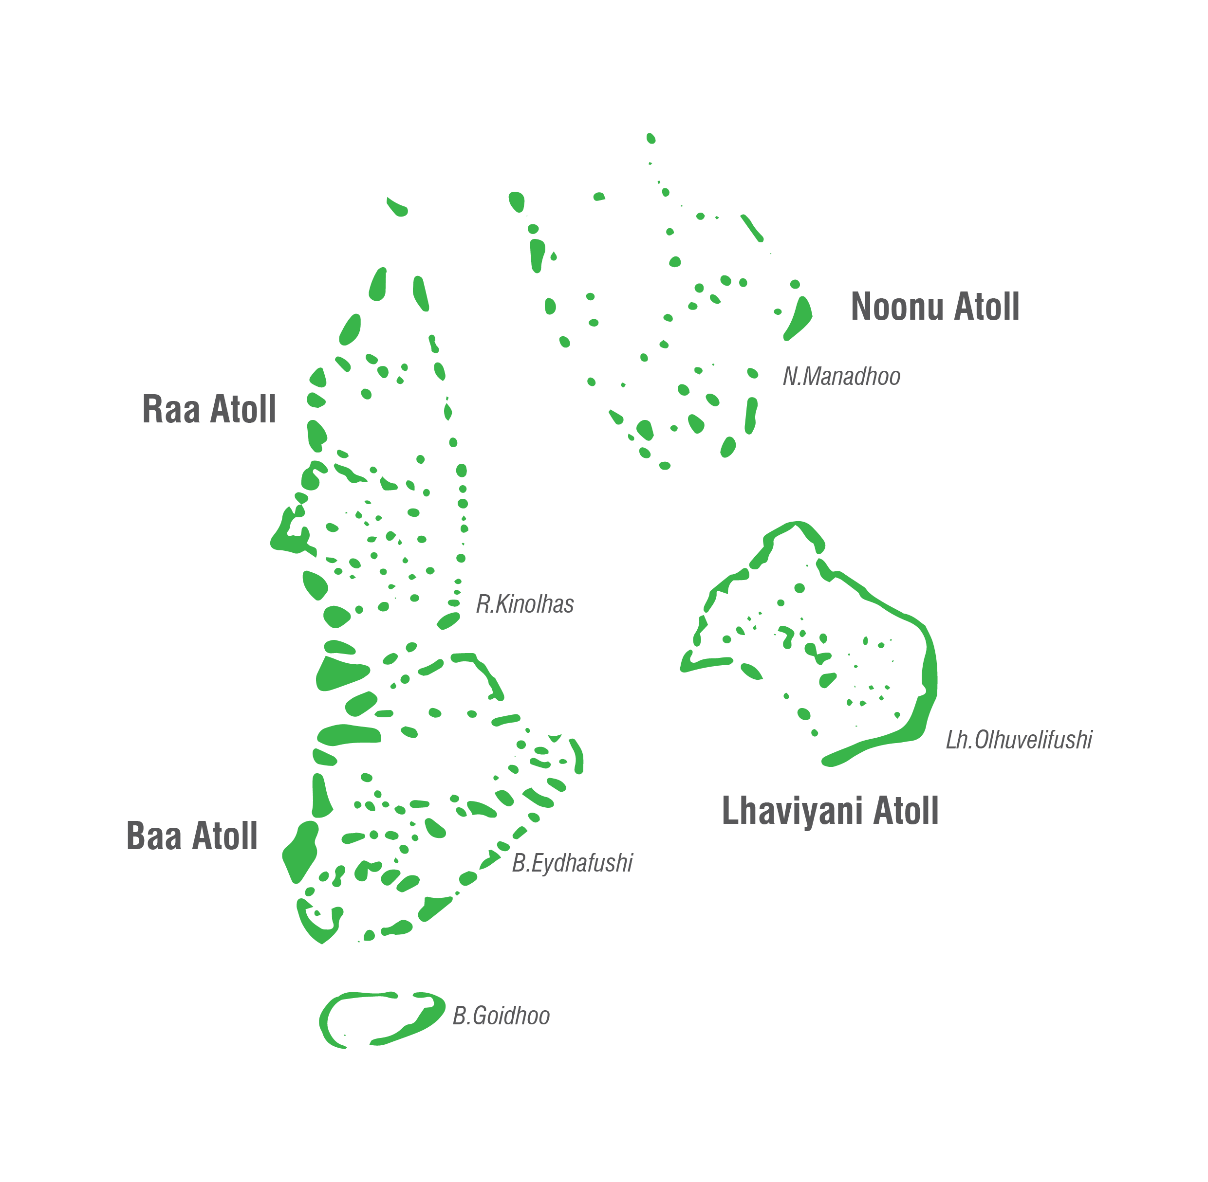 Noonu Atoll
N.Manadhoo
Raa Atoll
R.Kinolhas
Lh.Olhuvelifushi
Lhaviyani Atoll
Baa Atoll
B.Eydhafushi
B.Goidhoo